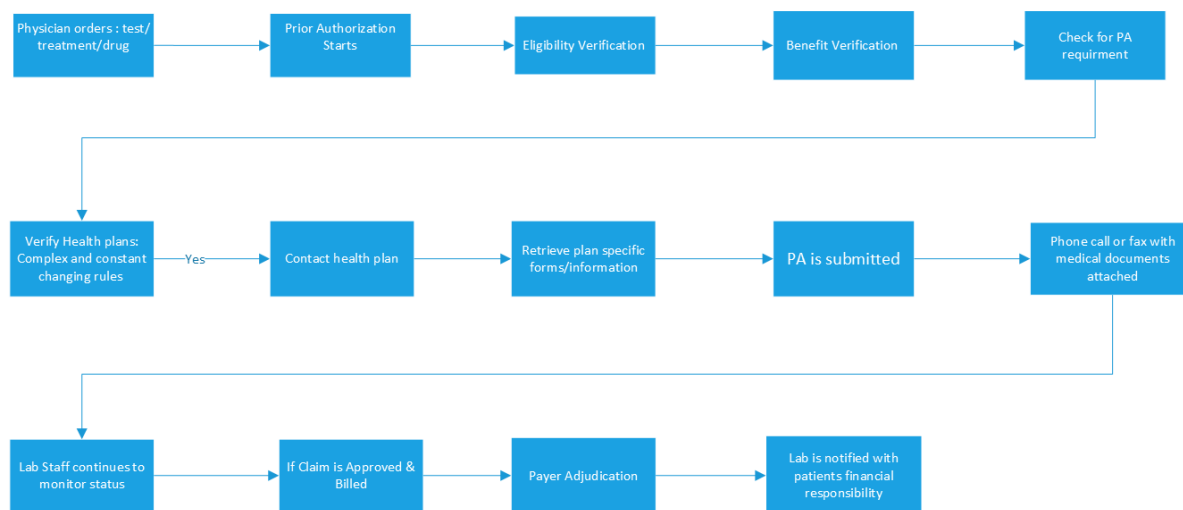 Physician orders : test/
treatment/drug
Prior Authorization
Starts
Eligibility Verification
Benefit Verification
Check for PA
requirment
Verify Health plans:
Complex and constant
changing rules
Yes
Contact health plan
Retrieve plan specific
forms/information
PA is submitted
Phone call or fax with
medical documents
attached
Lab Staff continues to
monitor status
If Claim is Approved &
Billed
Payer Adjudication
Lab is notified with
patients financial
responsibility